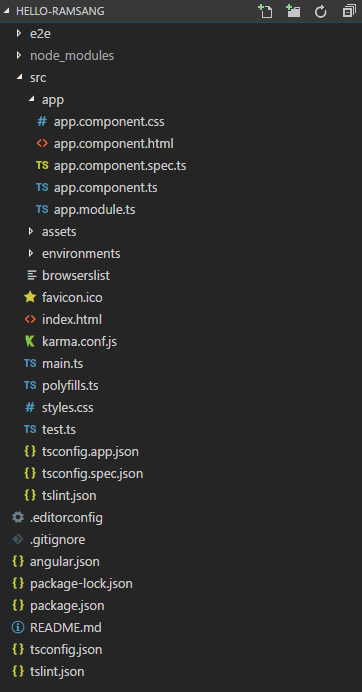 HELLO-RAMSANG
e2e
node_modules
src
app
# app.component.css
<> app.component.html
TS app.component.spec.ts
TS app.component.ts
TS app.module.ts
assets
environments
browserslist
favicon.ico
<> index.html
karma.conf.js
TS main.ts
TS polyfills.ts
# styles.css
TS test.ts
{ } tsconfig.app.json
{ } tsconfig.spec.json
{ } tslint.json
.editorconfig
.gitignore
{ } angular.json
{ } package-lock.json
{ } package.json
README.md
{ } tsconfig.json
{ } tslint.json